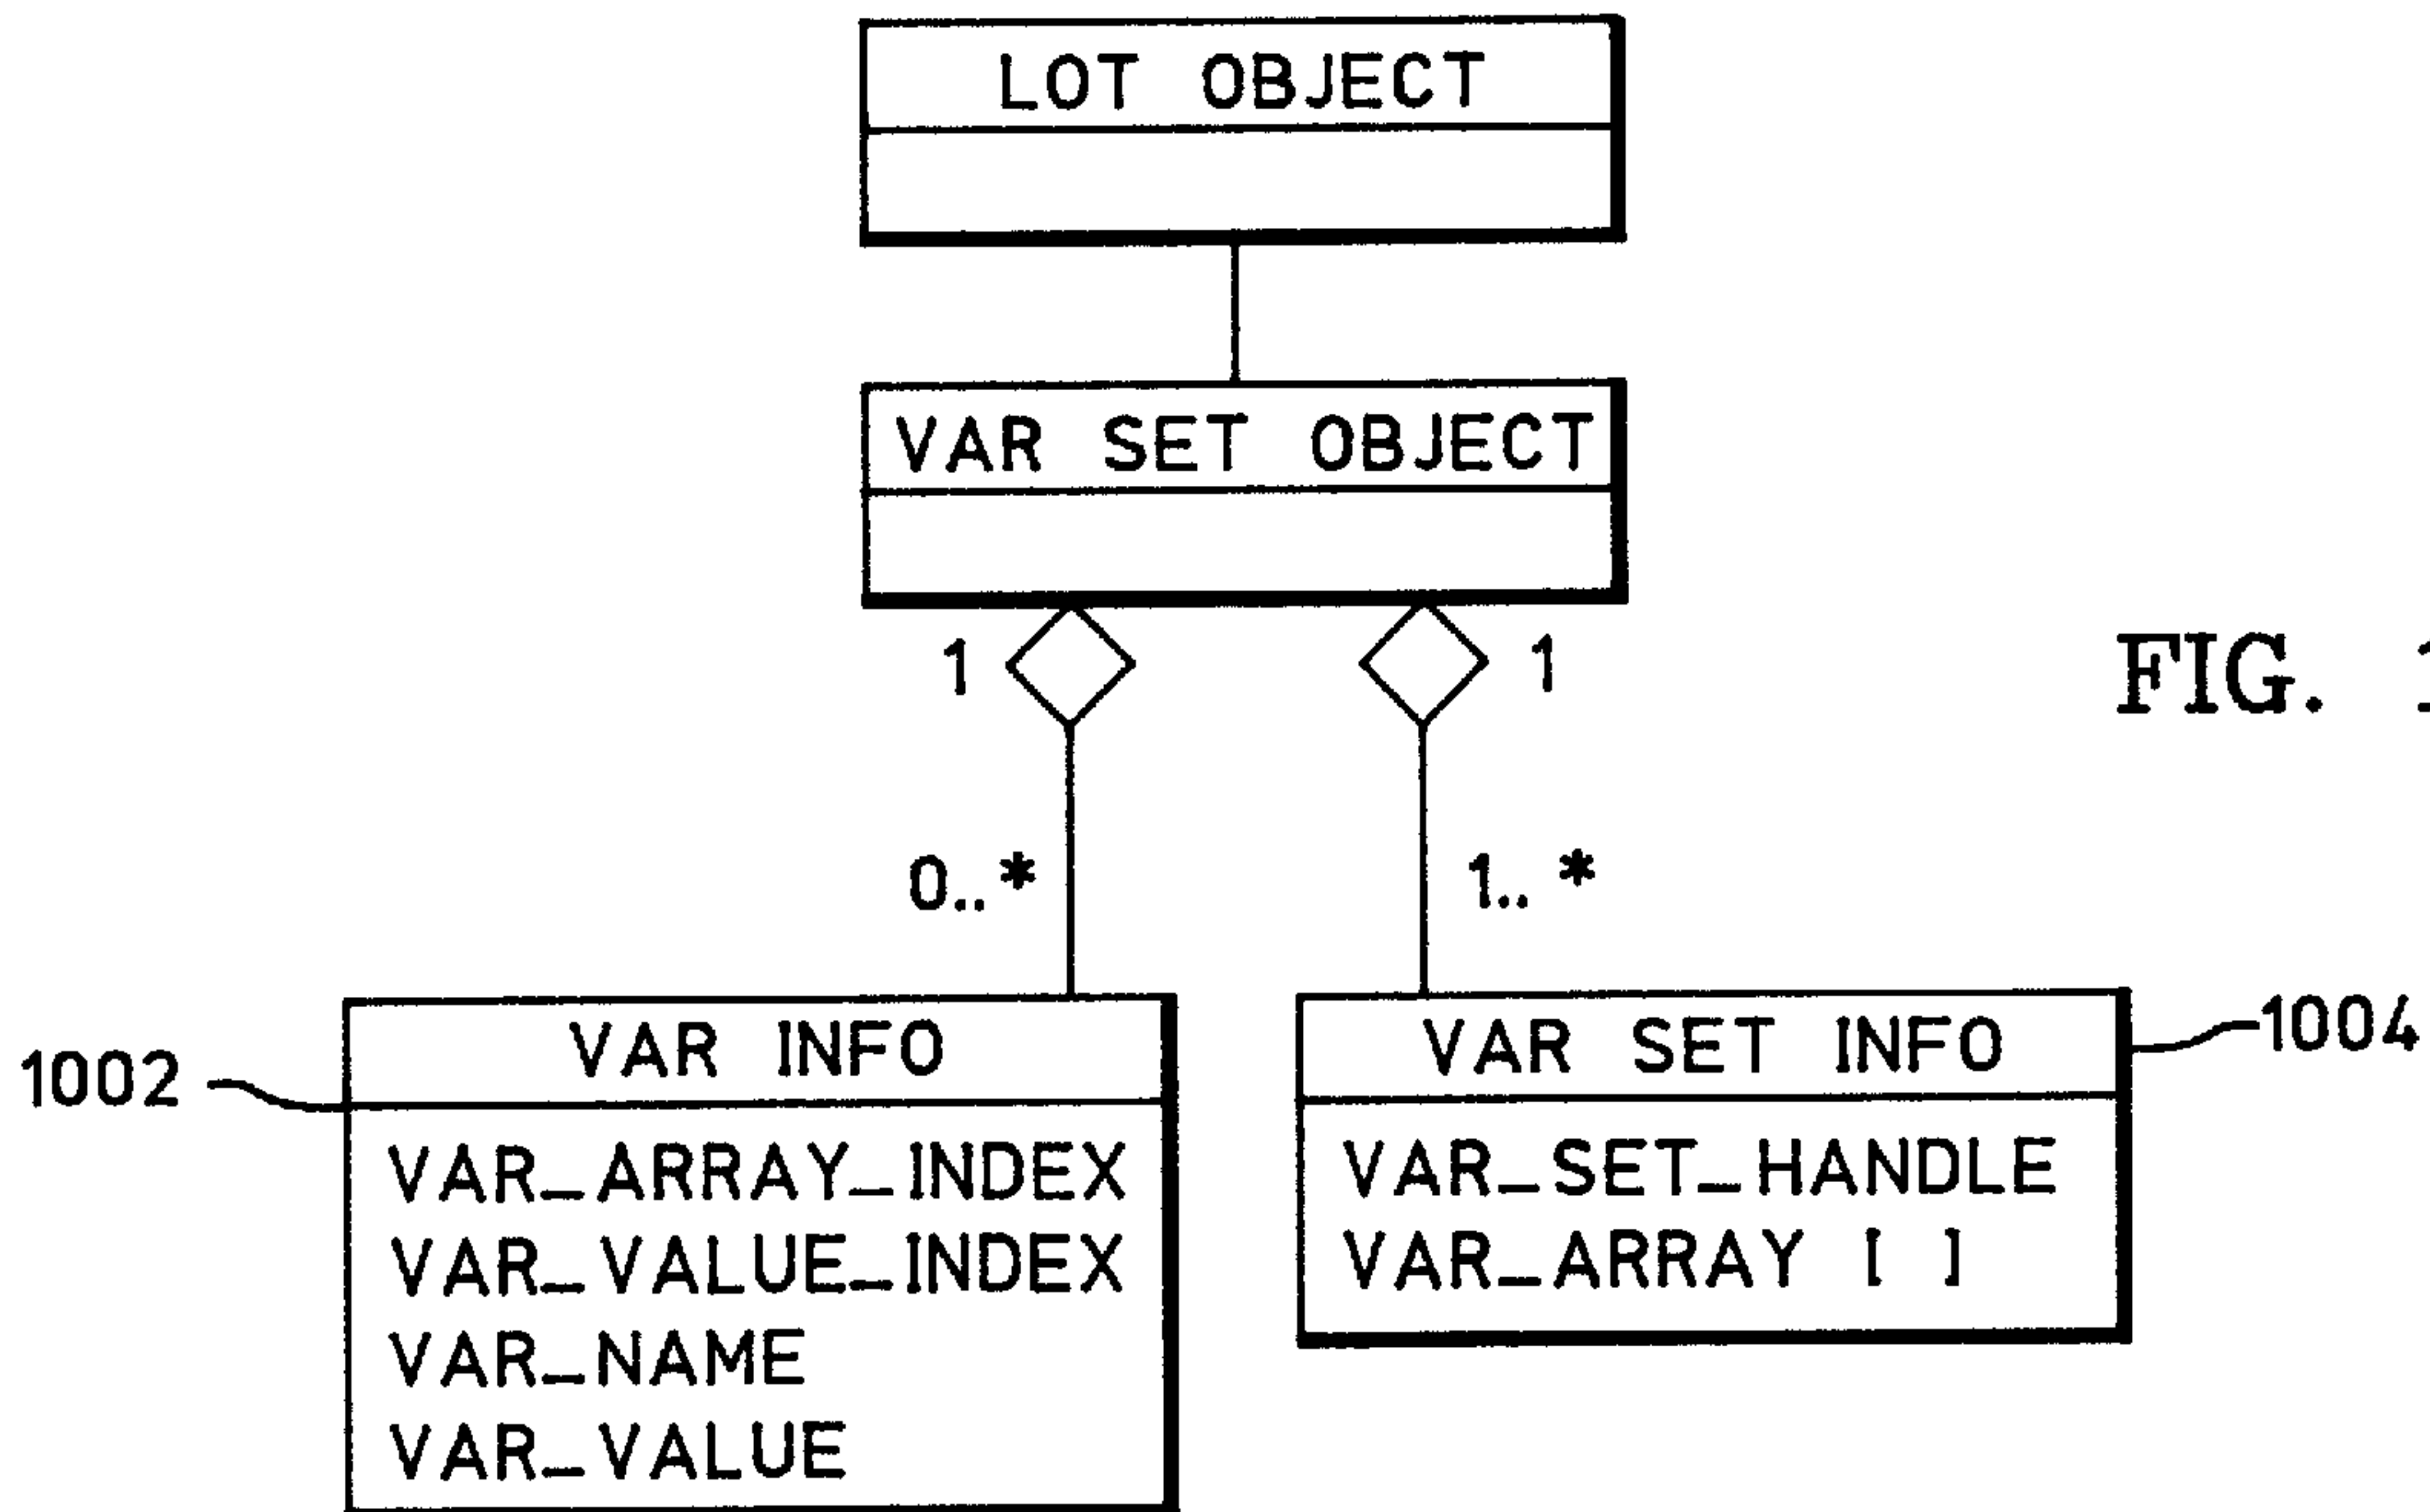 LOT OBJECT
VAR SET OBJECT
1
1
FIG.
0..*
1..*
VAR INFO
VAR SET INFO
1002
1004
VAR_ARRAY_INDEX
VAR_VALUE_INDEX
VAR_NAME
VAR_VALUE
VAR_SET_HANDLE
VAR_ARRAY [ ]